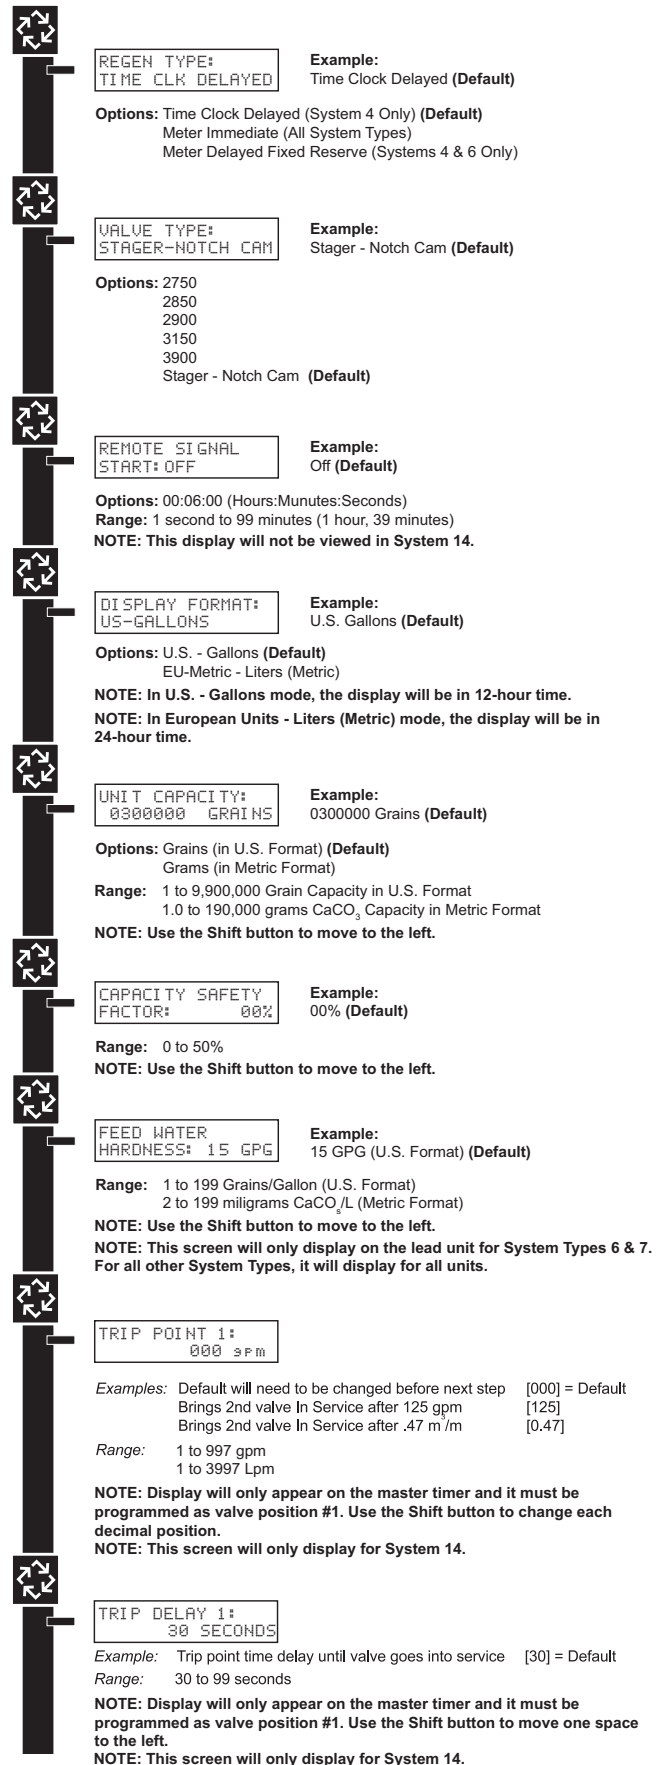 REGEN TYPE:
TIME CLK DELAYED
Example:
Time Clock Delayed (Default)
Options: Time Clock Delayed (System 4 Only) (Default)
Meter Immediate (All System Types)
Meter Delayed Fixed Reserve (Systems 4 & 6 Only)
VALVE TYPE:
STAGER-NOTCH CAM
Example:
Stager - Notch Cam (Default)
Options: 2750
2850
2900
3150
3900
Stager - Notch Cam (Default)
REMOTE SIGNAL
START: OFF
Example:
Off (Default)
Options: 00:06:00 (Hours:Munutes:Seconds)
Range: 1 second to 99 minutes (1 hour, 39 minutes)
NOTE: This display will not be viewed in System 14.
DISPLAY FORMAT:
US-GALLONS
Example:
U.S. Gallons (Default)
Options: U.S. - Gallons (Default)
EU-Metric - Liters (Metric)
NOTE: In U.S. - Gallons mode, the display will be in 12-hour time.
NOTE: In European Units - Liters (Metric) mode, the display will be in
24-hour time.
UNIT CAPACITY:
0300000 GRAINS
Example:
0300000 Grains (Default)
Options: Grains (in U.S. Format) (Default)
Grams (in Metric Format)
Range: 1 to 9,900,000 Grain Capacity in U.S. Format
1.0 to 190,000 grams CaCO3 Capacity in Metric Format
NOTE: Use the Shift button to move to the left.
CAPACITY SAFETY
FACTOR: 00%
Example:
00% (Default)
Range: 0 to 50%
NOTE: Use the Shift button to move to the left.
FEED WATER
HARDNESS: 15 GPG
Example:
15 GPG (U.S. Format) (Default)
Range: 1 to 199 Grains/Gallon (U.S. Format)
2 to 199 miligrams CaCOs/L (Metric Format)
NOTE: Use the Shift button to move to the left.
NOTE: This screen will only display on the lead unit for System Types 6 & 7.
For all other System Types, it will display for all units.
TRIP POINT 1:
000 gpm
Examples: Default will need to be changed before next step [000] = Default
Brings 2nd valve In Service after 125 gpm [125]
Brings 2nd valve In Service after .47 m3/m [0.47]
Range: 1 to 997 gpm
1 to 3997 Lpm
NOTE: Display will only appear on the master timer and it must be
programmed as valve position #1. Use the Shift button to change each
decimal position.
NOTE: This screen will only display for System 14.
TRIP DELAY 1:
30 SECONDS
Example: Trip point time delay until valve goes into service [30] = Default
Range: 30 to 99 seconds
NOTE: Display will only appear on the master timer and it must be
programmed as valve position #1. Use the Shift button to move one space
to the left.
NOTE: This screen will only display for System 14.